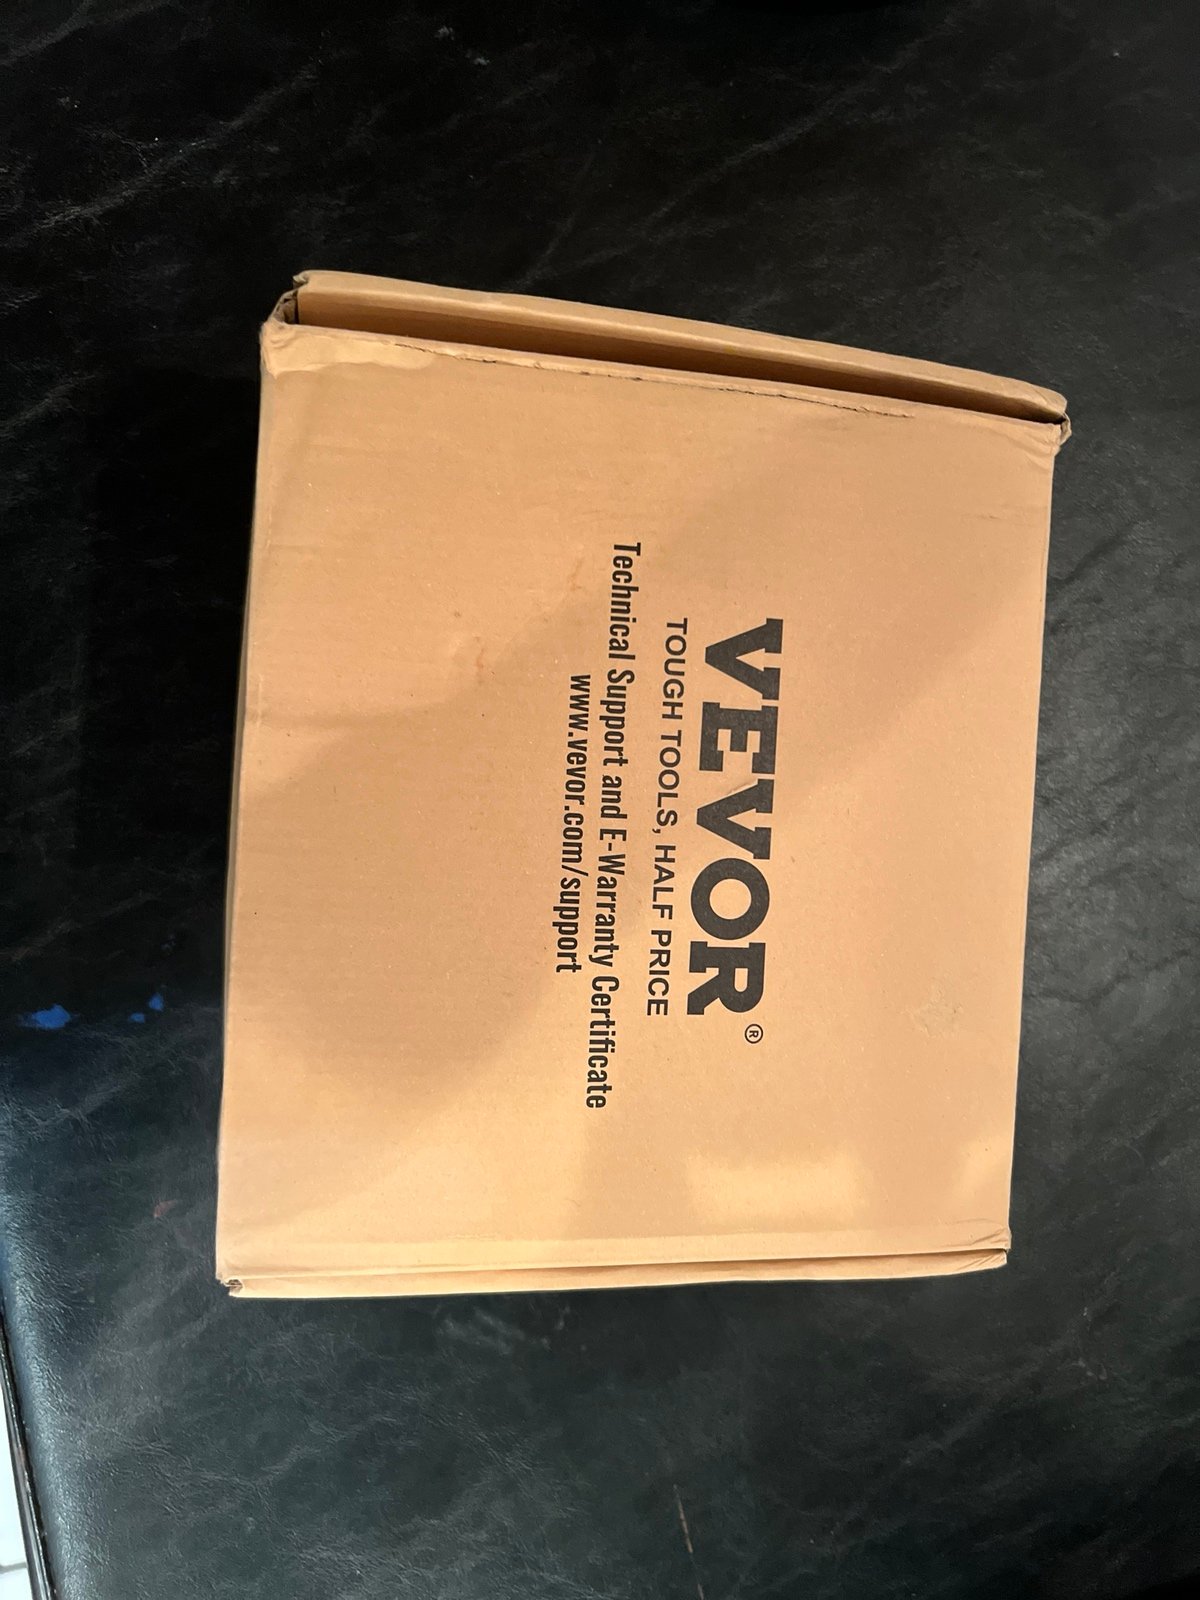 VEVOR®
TOUGH TOOLS, HALF PRICE
Technical Support and E-Warranty Certificate
www.vevor.com/support